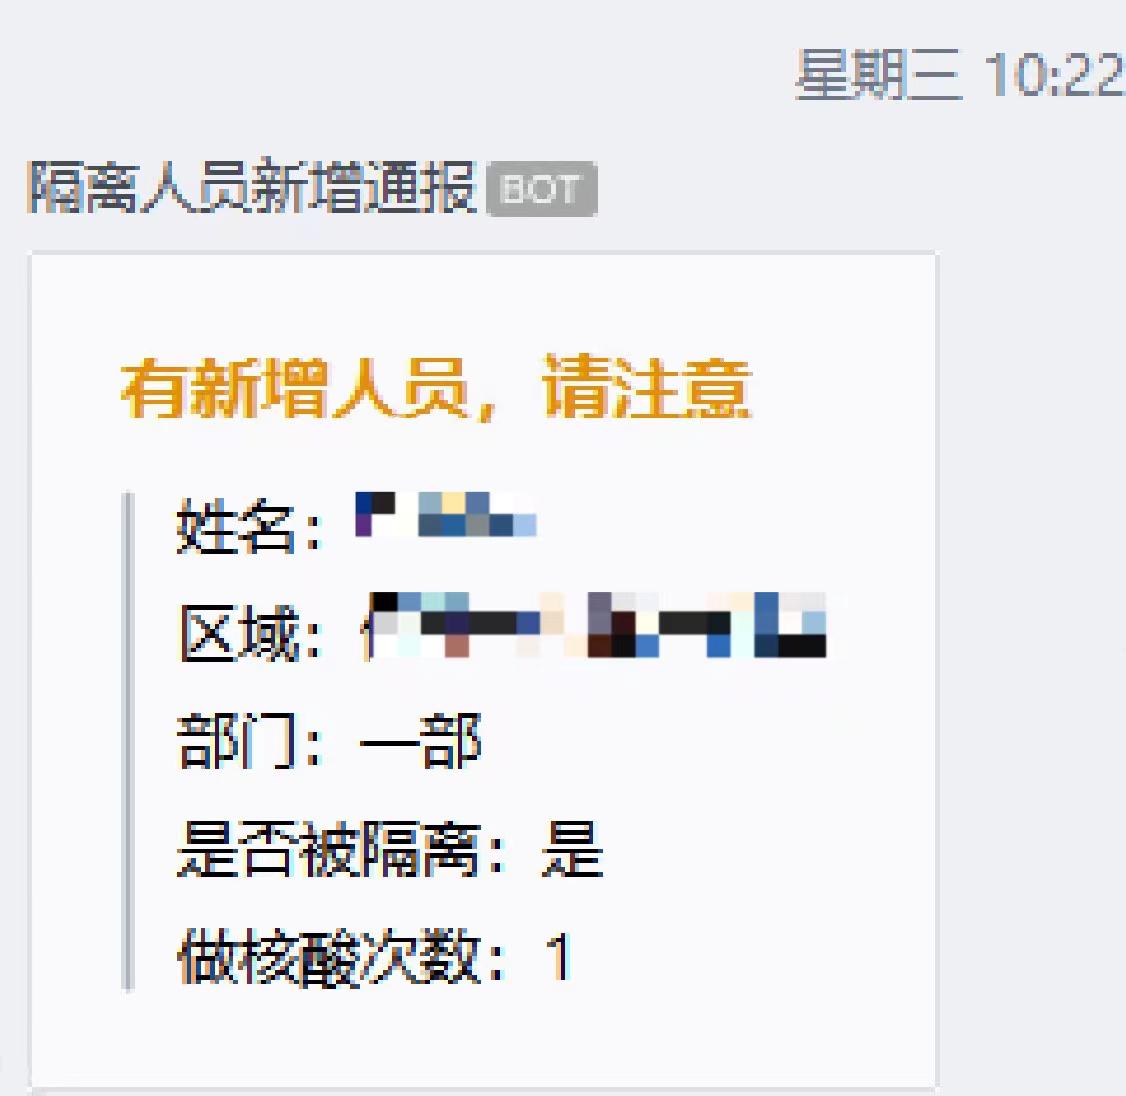 星期三 10:22
隔离人员新增通报 BOT
有新增人员，请注意
姓名：
区域：
部门：一部
是否被隔离：是
做核酸次数：1